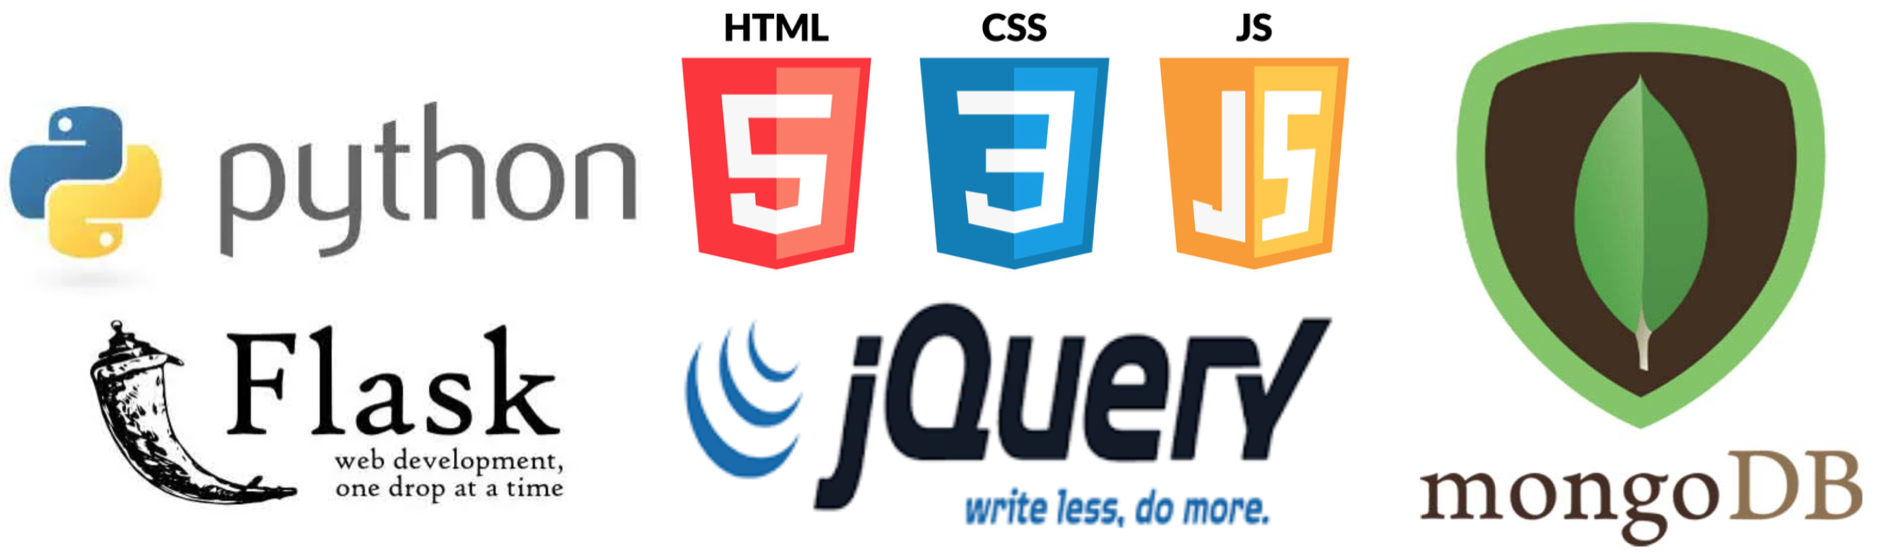 python
HTML
5
CSS
3
JS
JS
Flask
web development,
one drop at a time
jQuery
write less, do more.
mongoDB